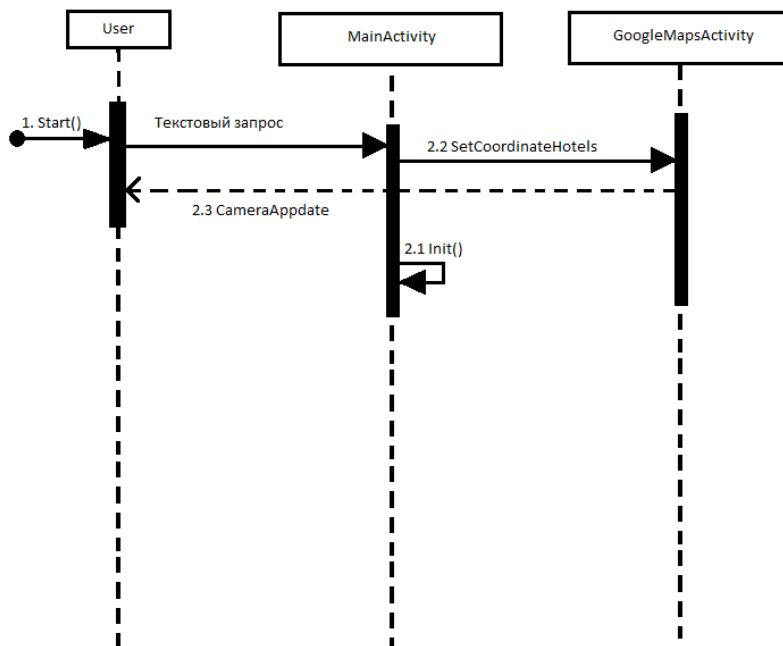 User
MainActivity
GoogleMapsActivity
1. Start()
Текстовый запрос
2.2 SetCoordinateHotels
2.3 CameraAppdate
2.1 Init()